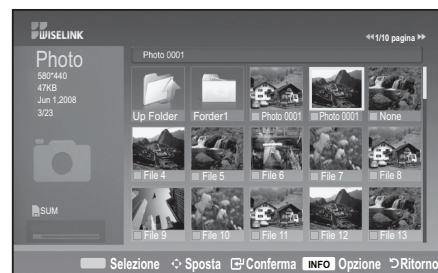 WISELINK
1/10 pagina
Photo
580*440
47KB
Jun 1,2008
3/23
SUM
Photo 0001
Up Folder
Forder1
Photo 0001
Photo 0001
None
File 4
File 5
File 6
File 7
File 8
File 9
File 10
File 11
File 12
File 13
Selezione Sposta Conferma INFO Opzione Ritorno